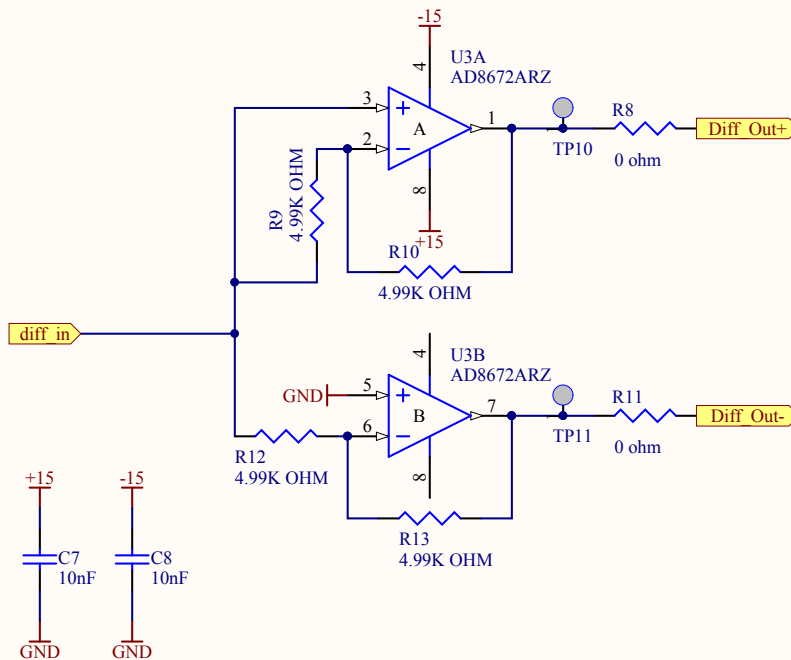 -15
4
U3A
AD8672ARZ
3
+
A
1
2
−
8
+15
TP10
R8
0 ohm
Diff_Out+
R9
4.99K OHM
R10
4.99K OHM
diff_in
4
U3B
AD8672ARZ
GND
5
+
B
7
6
−
8
TP11
R11
0 ohm
Diff_Out-
R12
4.99K OHM
R13
4.99K OHM
+15
-15
C7
10nF
C8
10nF
GND
GND